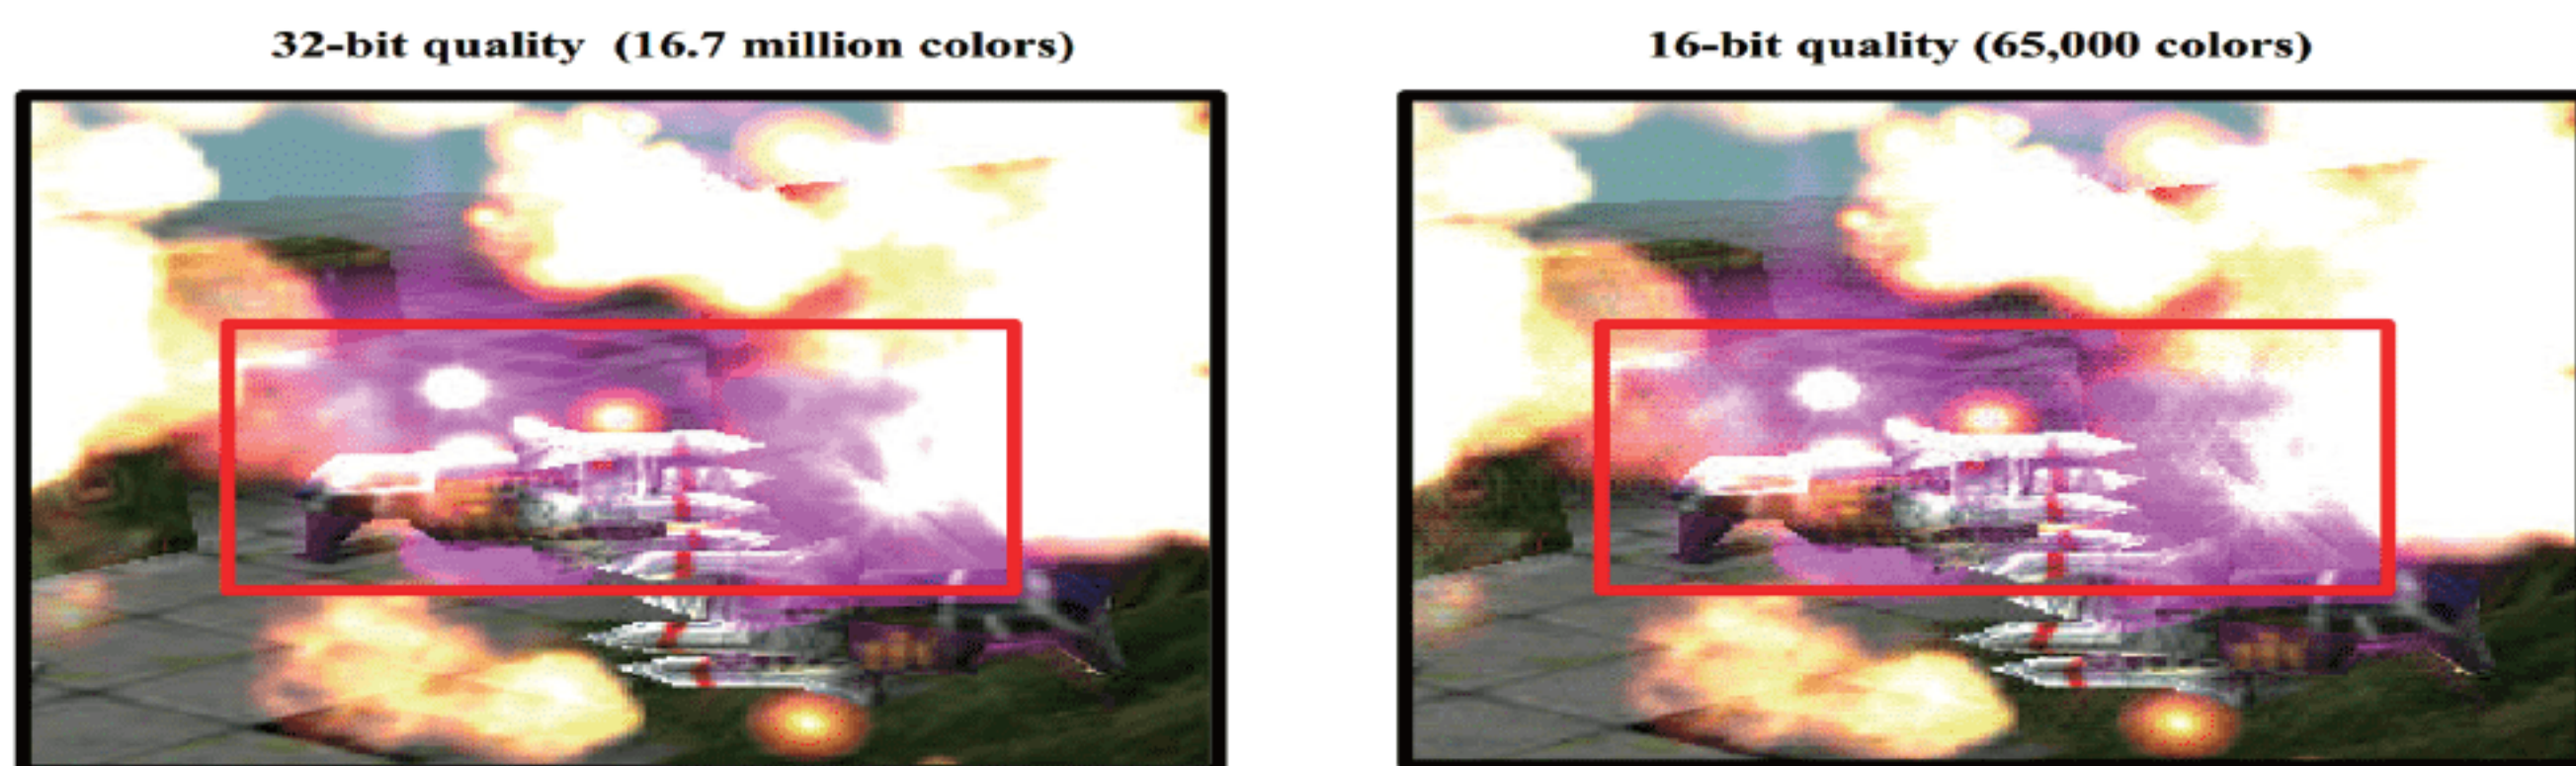 32-bit quality (16.7 million colors)
16-bit quality (65,000 colors)